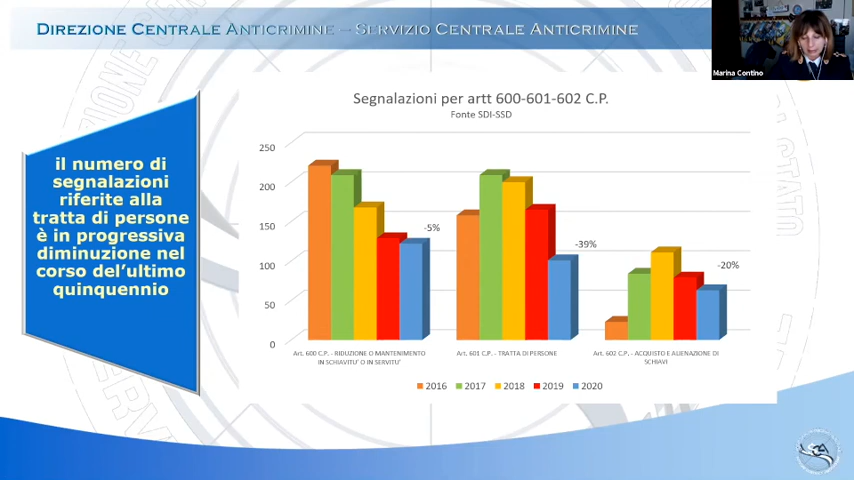 DIREZIONE CENTRALE ANTICRIMINE – SERVIZIO CENTRALE ANTICRIMINE
Marina Contino
il numero di
segnalazioni
riferite alla
tratta di persone
è in progressiva
diminuzione nel
corso del’ultimo
quinquennio
Segnalazioni per artt 600-601-602 C.P.
Fonte SDI-SSD
250
200
150
100
50
0
-5%
-39%
-20%
Art. 600 C.P. - RIDUZIONE O MANTENIMENTO
IN SCHIAVITU' O IN SERVITU'
Art. 601 C.P. - TRATTA DI PERSONE
Art. 602 C.P. - ACQUISTO E ALIENAZIONE DI
SCHIAVI
2016 2017 2018 2019 2020